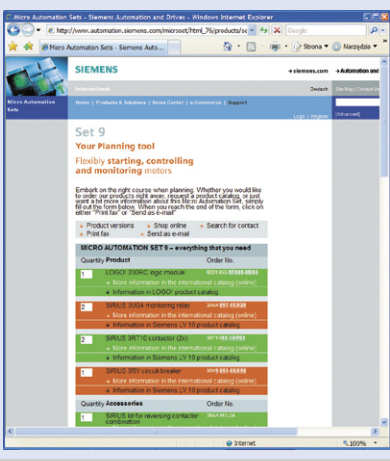 Micro Automation Sets - Siemens Automation and Drives - Windows Internet Explorer
http://www.automation.siemens.com/microset/html_76/products/se
Google
Micro Automation Sets - Siemens Auto...
Strona
Narzędzia
SIEMENS
siemens.com
Automation and
Micro Automation
Sets
International
Deutsch
Site Map | Contact Us
Home | Products & Solutions | News Center | e-Commerce | Support
Login | Register
[Advanced]
Set 9
Your Planning tool
Flexibly starting, controlling
and monitoring motors
Embark on the right course when planning. Whether you would like
to order our products right away, request a product catalog, or just
want a bit more information about this Micro Automation Set, simply
fill out the form below. When you reach the end of the form, click on
either "Print fax" or "Send as e-mail"
Product versions
Shop online
Search for contact
Print fax
Send as e-mail
MICRO AUTOMATION SET 9 – everything that you need
Quantity Product Order No.
1 LOGO! 230RC logic module
More information in the international catalog (online)
Information in LOGO! product catalog
2 SIRIUS 3UG4 monitoring relay
More information in the international catalog (online)
Information in Siemens LV 10 product catalog
2 SIRIUS 3RT10 contactor (2x)
More information in the international catalog (online)
Information in Siemens LV 10 product catalog
1 SIRIUS 3RV circuit-breaker
More information in the international catalog (online)
Information in Siemens LV 10 product catalog
Quantity Accessories Order No.
1 SIRIUS kit for reversing contactor
combination
Internet
100%